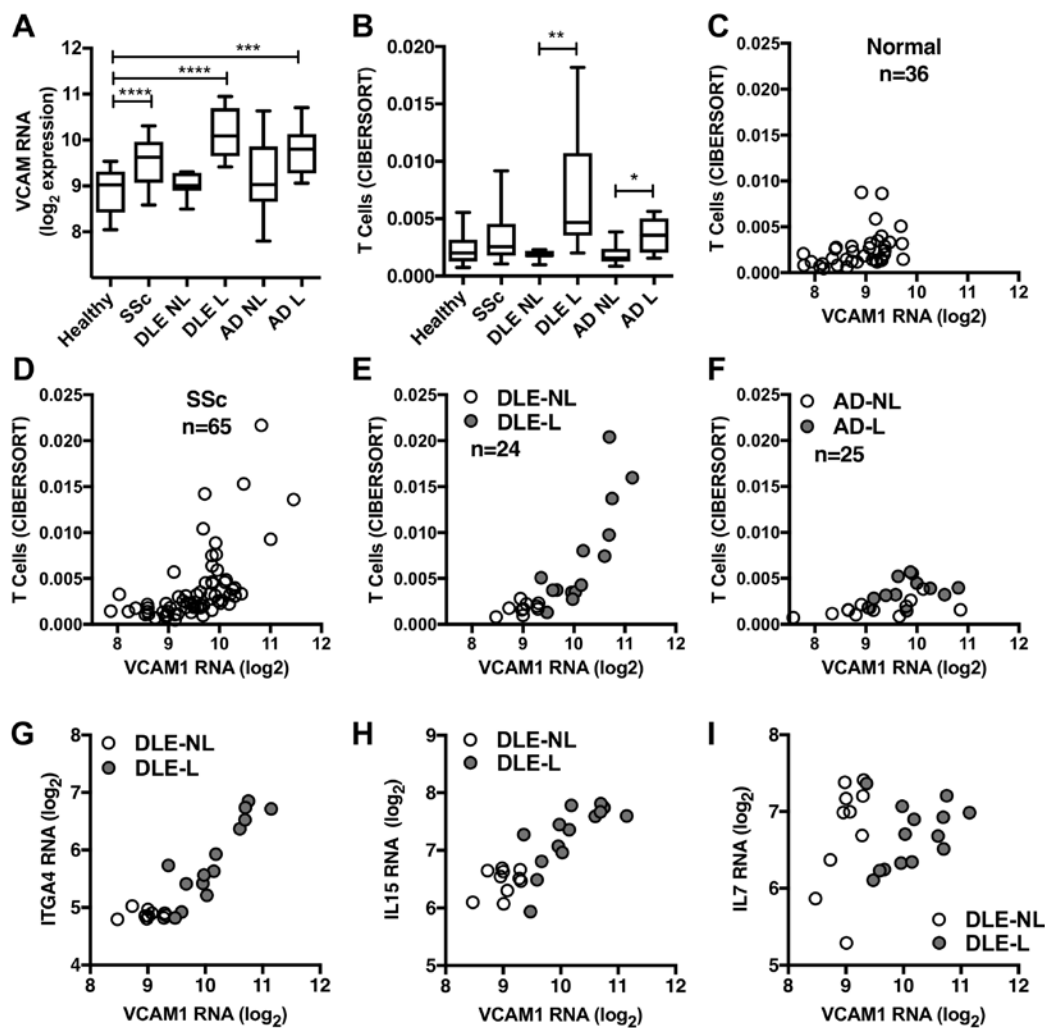 A
VCAM RNA
(log2 expression)
12
11
10
9
8
***
****
****
Healthy
SSc
DLE NL
DLE L
AD NL
AD L
B
T Cells (CIBERSORT)
0.020
0.015
0.010
0.005
0.000
**
*
Healthy
SSc
DLE NL
DLE L
AD NL
AD L
C
Normal
n=36
T Cells (CIBERSORT)
0.025
0.020
0.015
0.010
0.005
0.000
8 9 10 11 12
VCAM1 RNA (log2)
D
SSc
n=65
T Cells (CIBERSORT)
0.025
0.020
0.015
0.010
0.005
0.000
8 9 10 11 12
VCAM1 RNA (log2)
E
DLE-NL
DLE-L
n=24
T Cells (CIBERSORT)
0.025
0.020
0.015
0.010
0.005
0.000
8 9 10 11 12
VCAM1 RNA (log2)
F
AD-NL
AD-L
n=25
T Cells (CIBERSORT)
0.025
0.020
0.015
0.010
0.005
0.000
8 9 10 11 12
VCAM1 RNA (log2)
G
DLE-NL
DLE-L
ITGA4 RNA (log2)
8
7
6
5
4
8 9 10 11 12
VCAM1 RNA (log2)
H
DLE-NL
DLE-L
IL15 RNA (log2)
9
8
7
6
5
8 9 10 11 12
VCAM1 RNA (log2)
I
IL7 RNA (log2)
8
7
6
5
DLE-NL
DLE-L
8 9 10 11 12
VCAM1 RNA (log2)